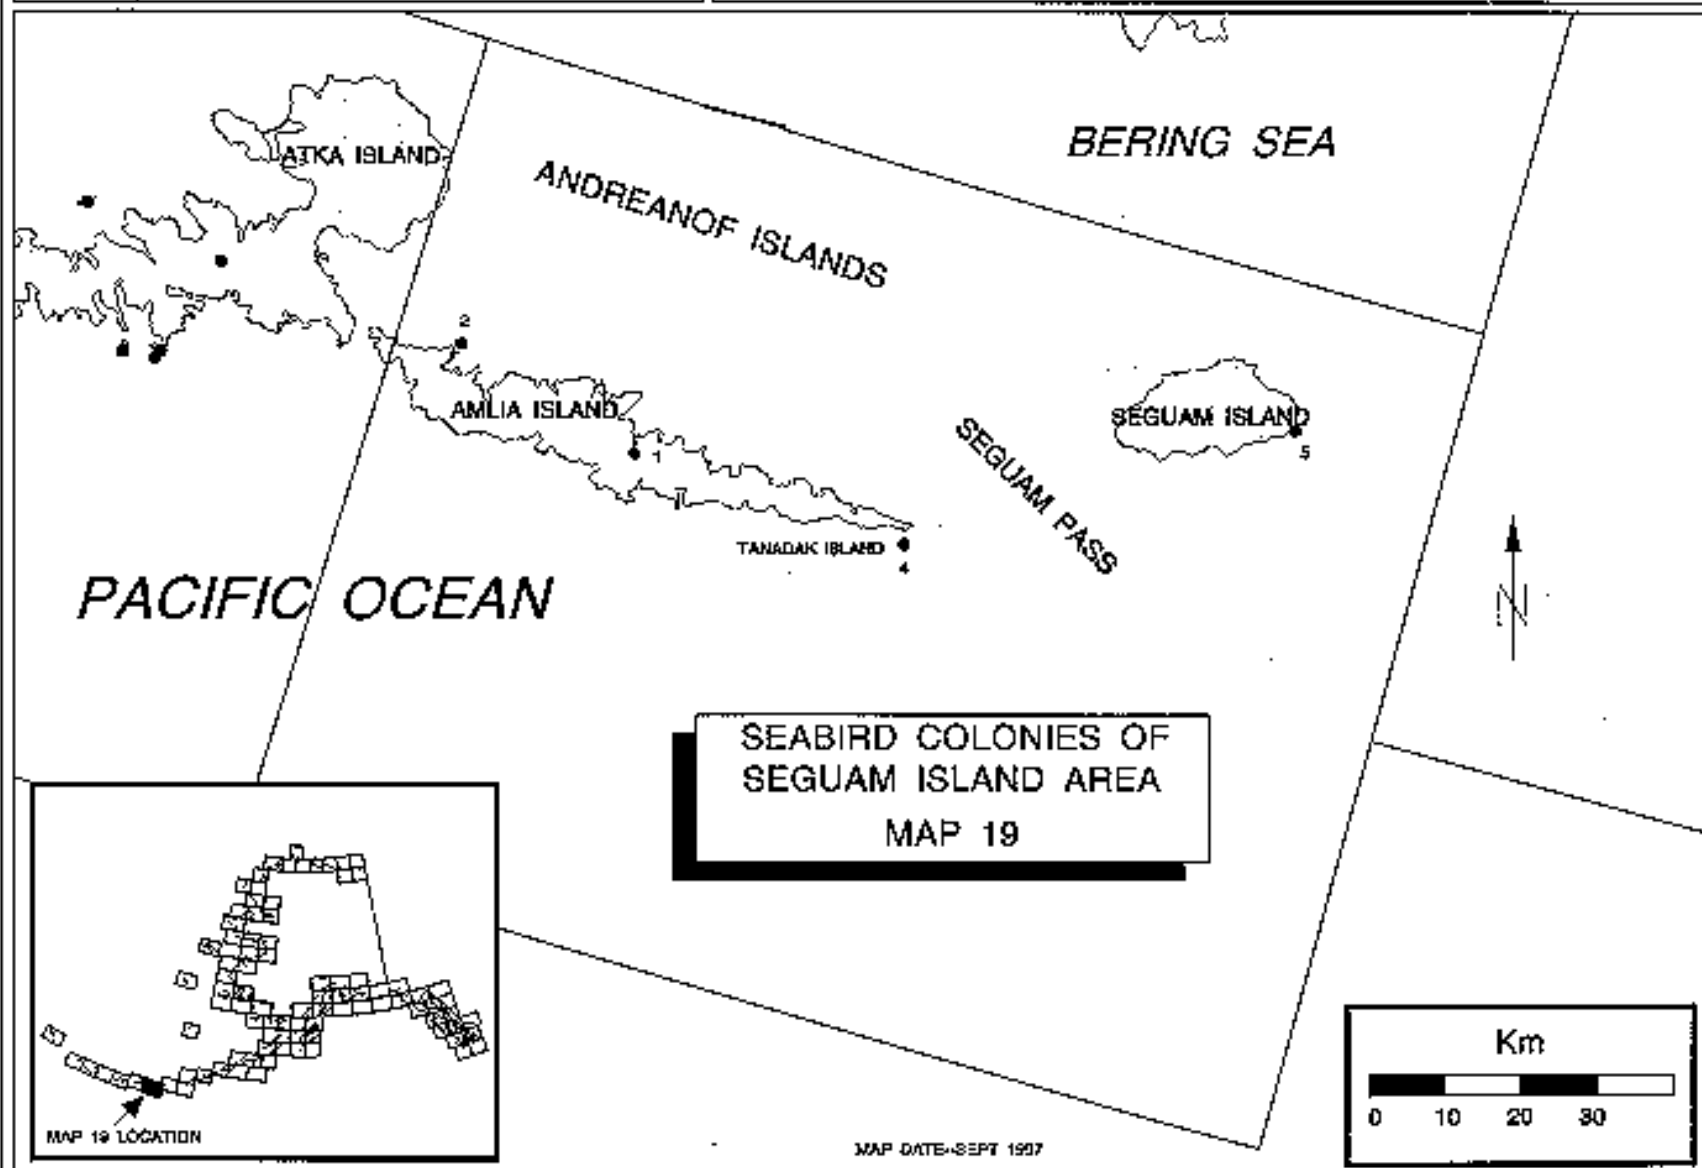 BERING SEA
ATKA ISLAND
ANDREANOF ISLANDS
2
AMLIA ISLAND
SEGUAM ISLAND
SEGUAM PASS
1
5
TANADAK ISLAND
4
PACIFIC OCEAN
N
SEABIRD COLONIES OF
SEGUAM ISLAND AREA
MAP 19
Km
0 10 20 30
MAP 19 LOCATION
MAP DATE--SEPT 1997